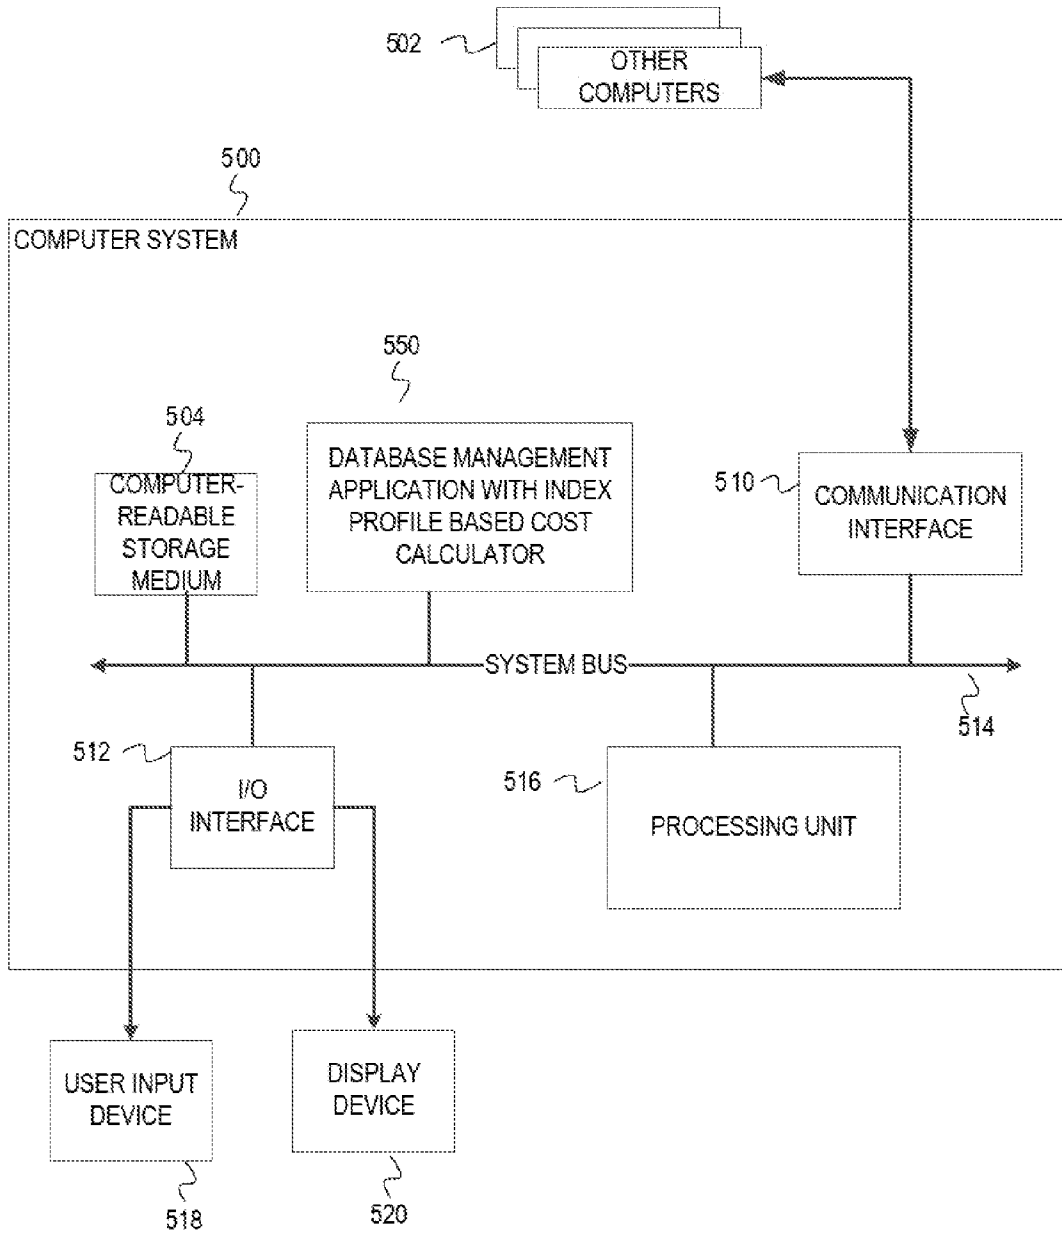 502
OTHER
COMPUTERS
500
COMPUTER SYSTEM
550
504
COMPUTER-
READABLE
STORAGE
MEDIUM
DATABASE MANAGEMENT
APPLICATION WITH INDEX
PROFILE BASED COST
CALCULATOR
510
COMMUNICATION
INTERFACE
SYSTEM BUS
514
512
I/O
INTERFACE
516
PROCESSING UNIT
USER INPUT
DEVICE
DISPLAY
DEVICE
518
520